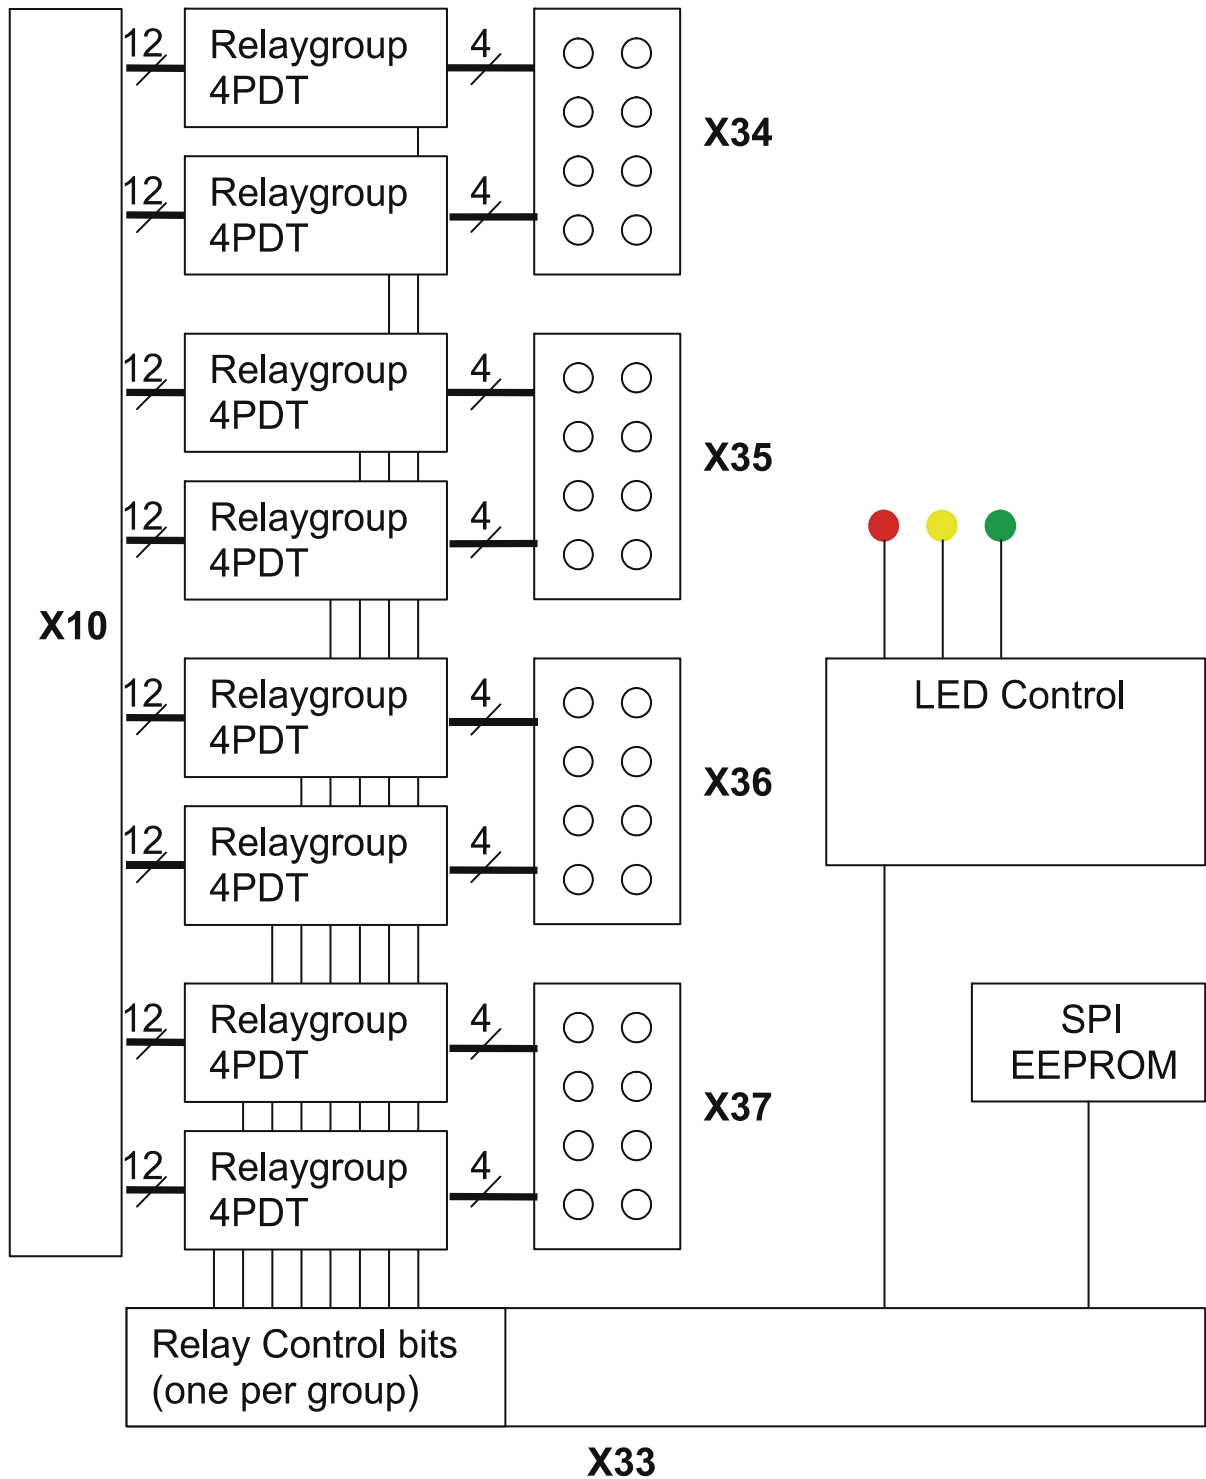 12
Relaygroup
4PDT
4
X34
12
Relaygroup
4PDT
4
12
Relaygroup
4PDT
4
X35
12
Relaygroup
4PDT
4
X10
12
Relaygroup
4PDT
4
X36
12
Relaygroup
4PDT
4
LED Control
12
Relaygroup
4PDT
4
X37
12
Relaygroup
4PDT
4
SPI
EEPROM
Relay Control bits
(one per group)
X33